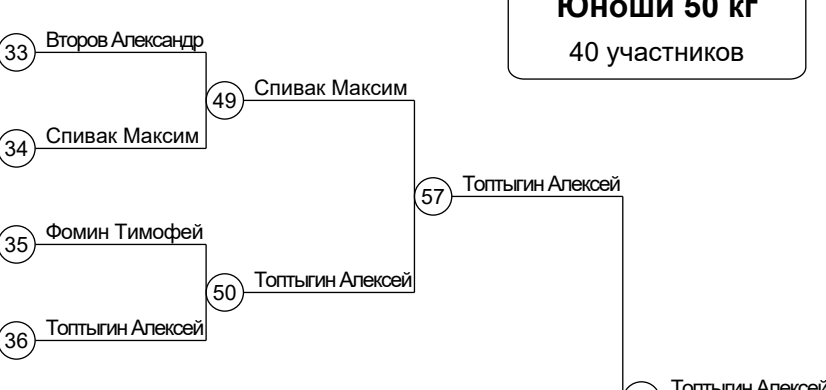 Юноши 50 кг
40 участников
33 Второв Александр
49 Спивак Максим
34 Спивак Максим
57 Топтыгин Алексей
35 Фомин Тимофей
50 Топтыгин Алексей
36 Топтыгин Алексей
Топтыгин Алексей